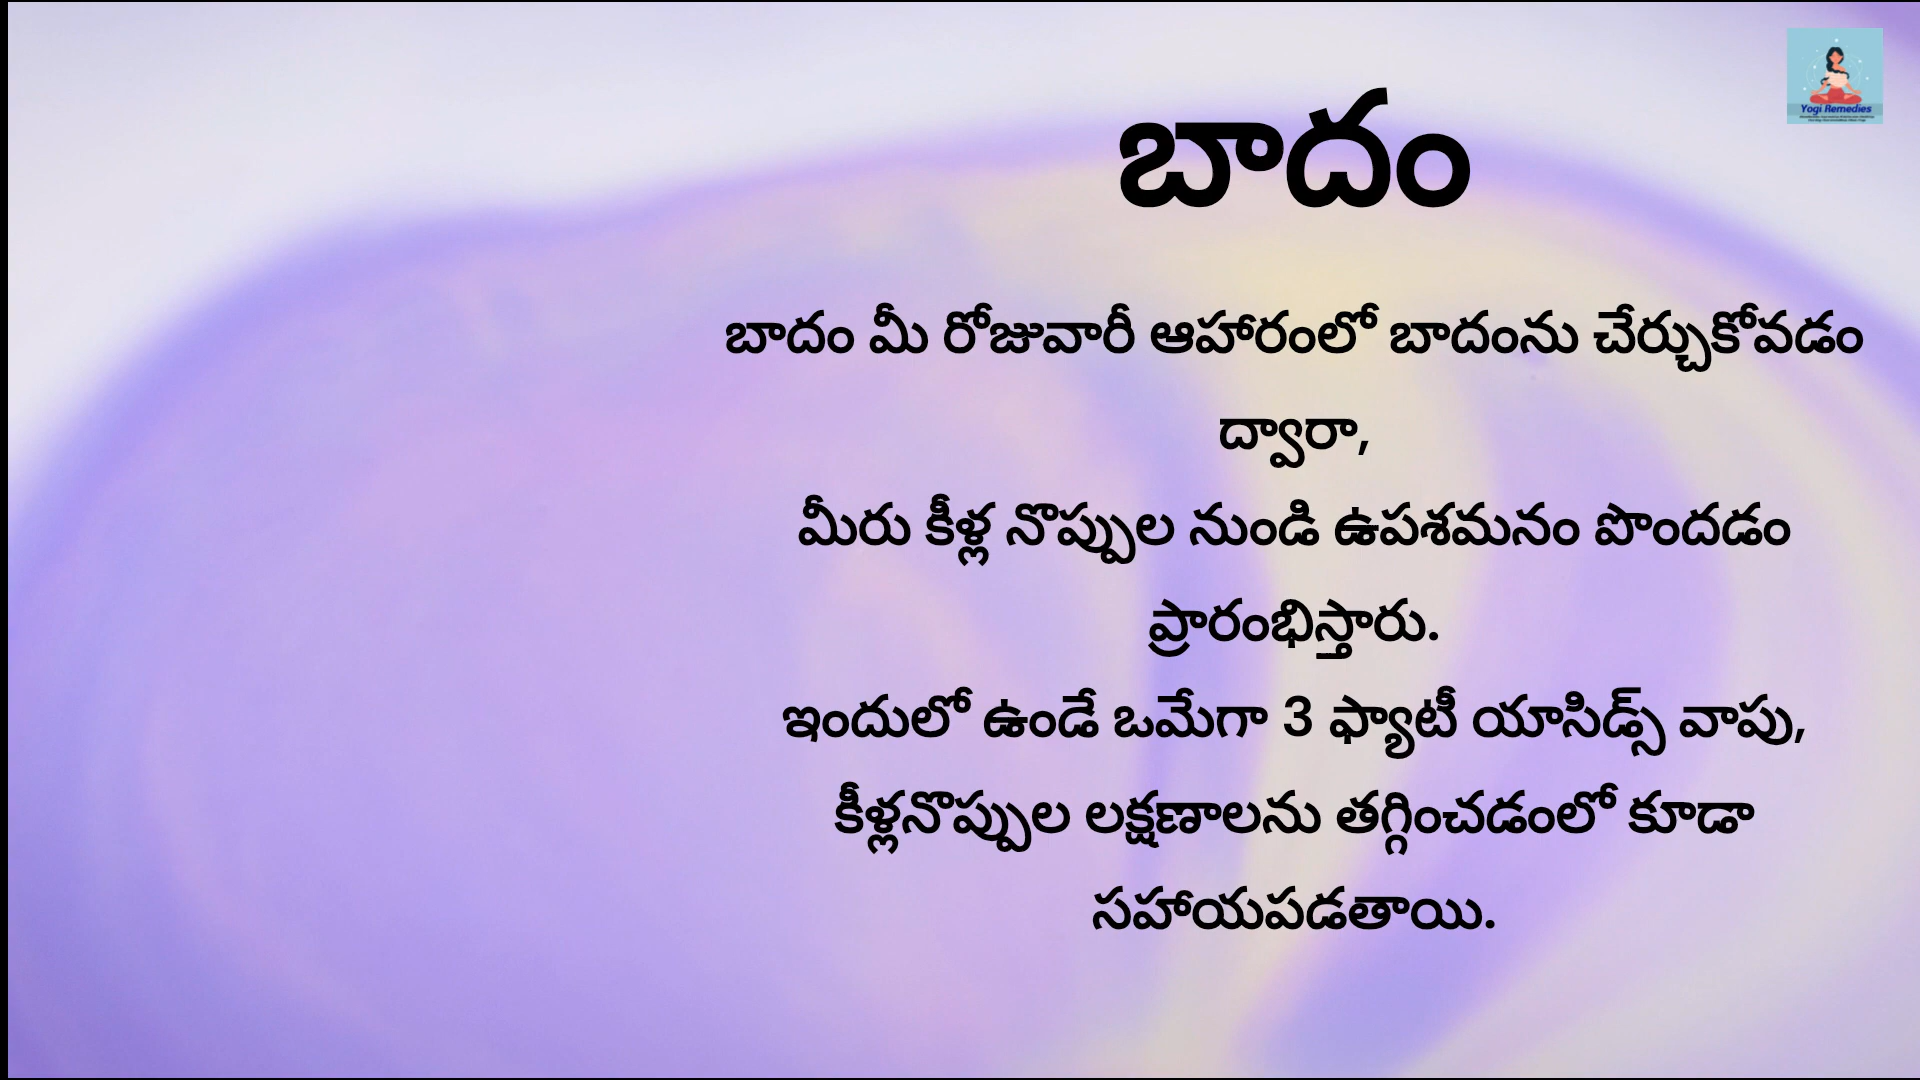 బాదం
బాదం మీ రోజువారీ ఆహారంలో బాదంను చేర్చుకోవడం
ద్వారా,
మీరు కీళ్ల నొప్పుల నుండి ఉపశమనం పొందడం
ప్రారంభిస్తారు.
ఇందులో ఉండే ఒమేగా 3 ఫ్యాటీ యాసిడ్స్ వాపు,
కీళ్లనొప్పుల లక్షణాలను తగ్గించడంలో కూడా
సహాయపడతాయి.
Yogi Remedies